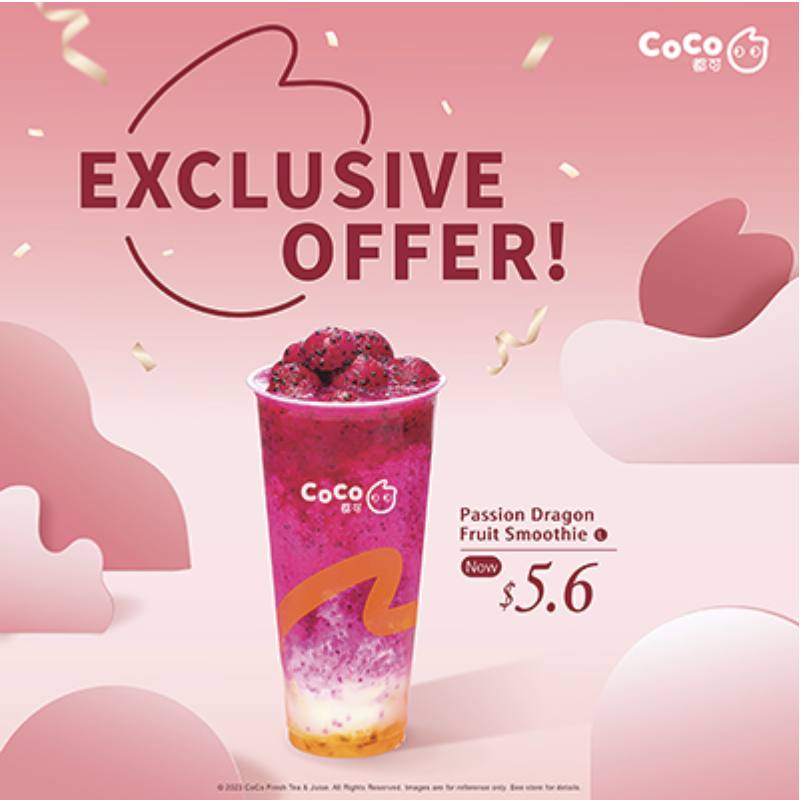 CoCo
都可
EXCLUSIVE
OFFER!
CoCo
都可
Passion Dragon
Fruit Smoothie L
Now
$5.6
© 2023 CoCo Fresh Tea & Juice. All Rights Reserved. Images are for reference only. See store for details.